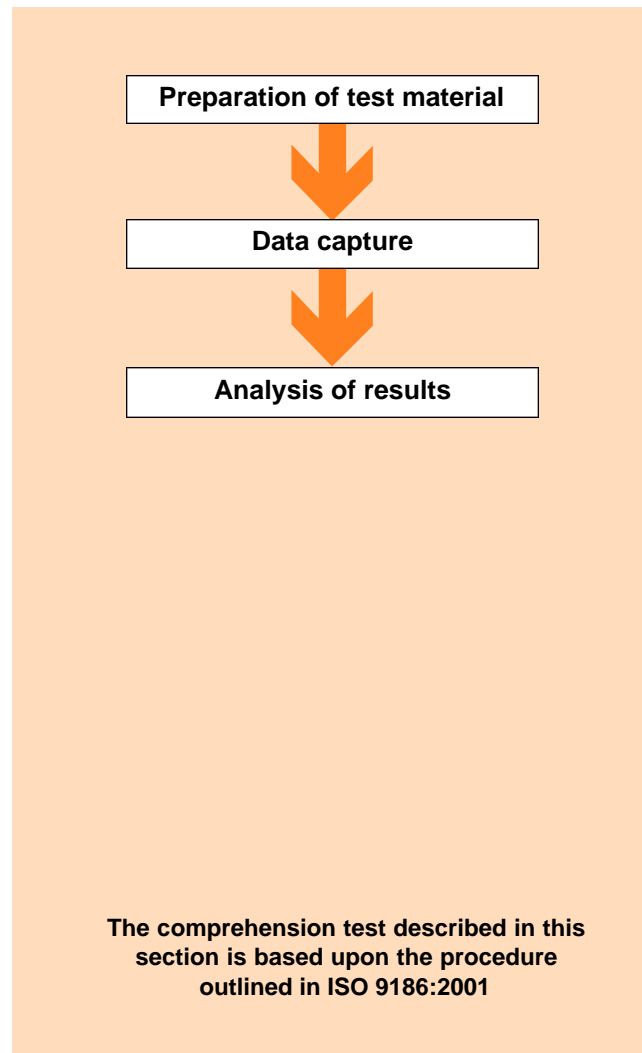 Preparation of test material
Data capture
Analysis of results
The comprehension test described in this
section is based upon the procedure
outlined in ISO 9186:2001